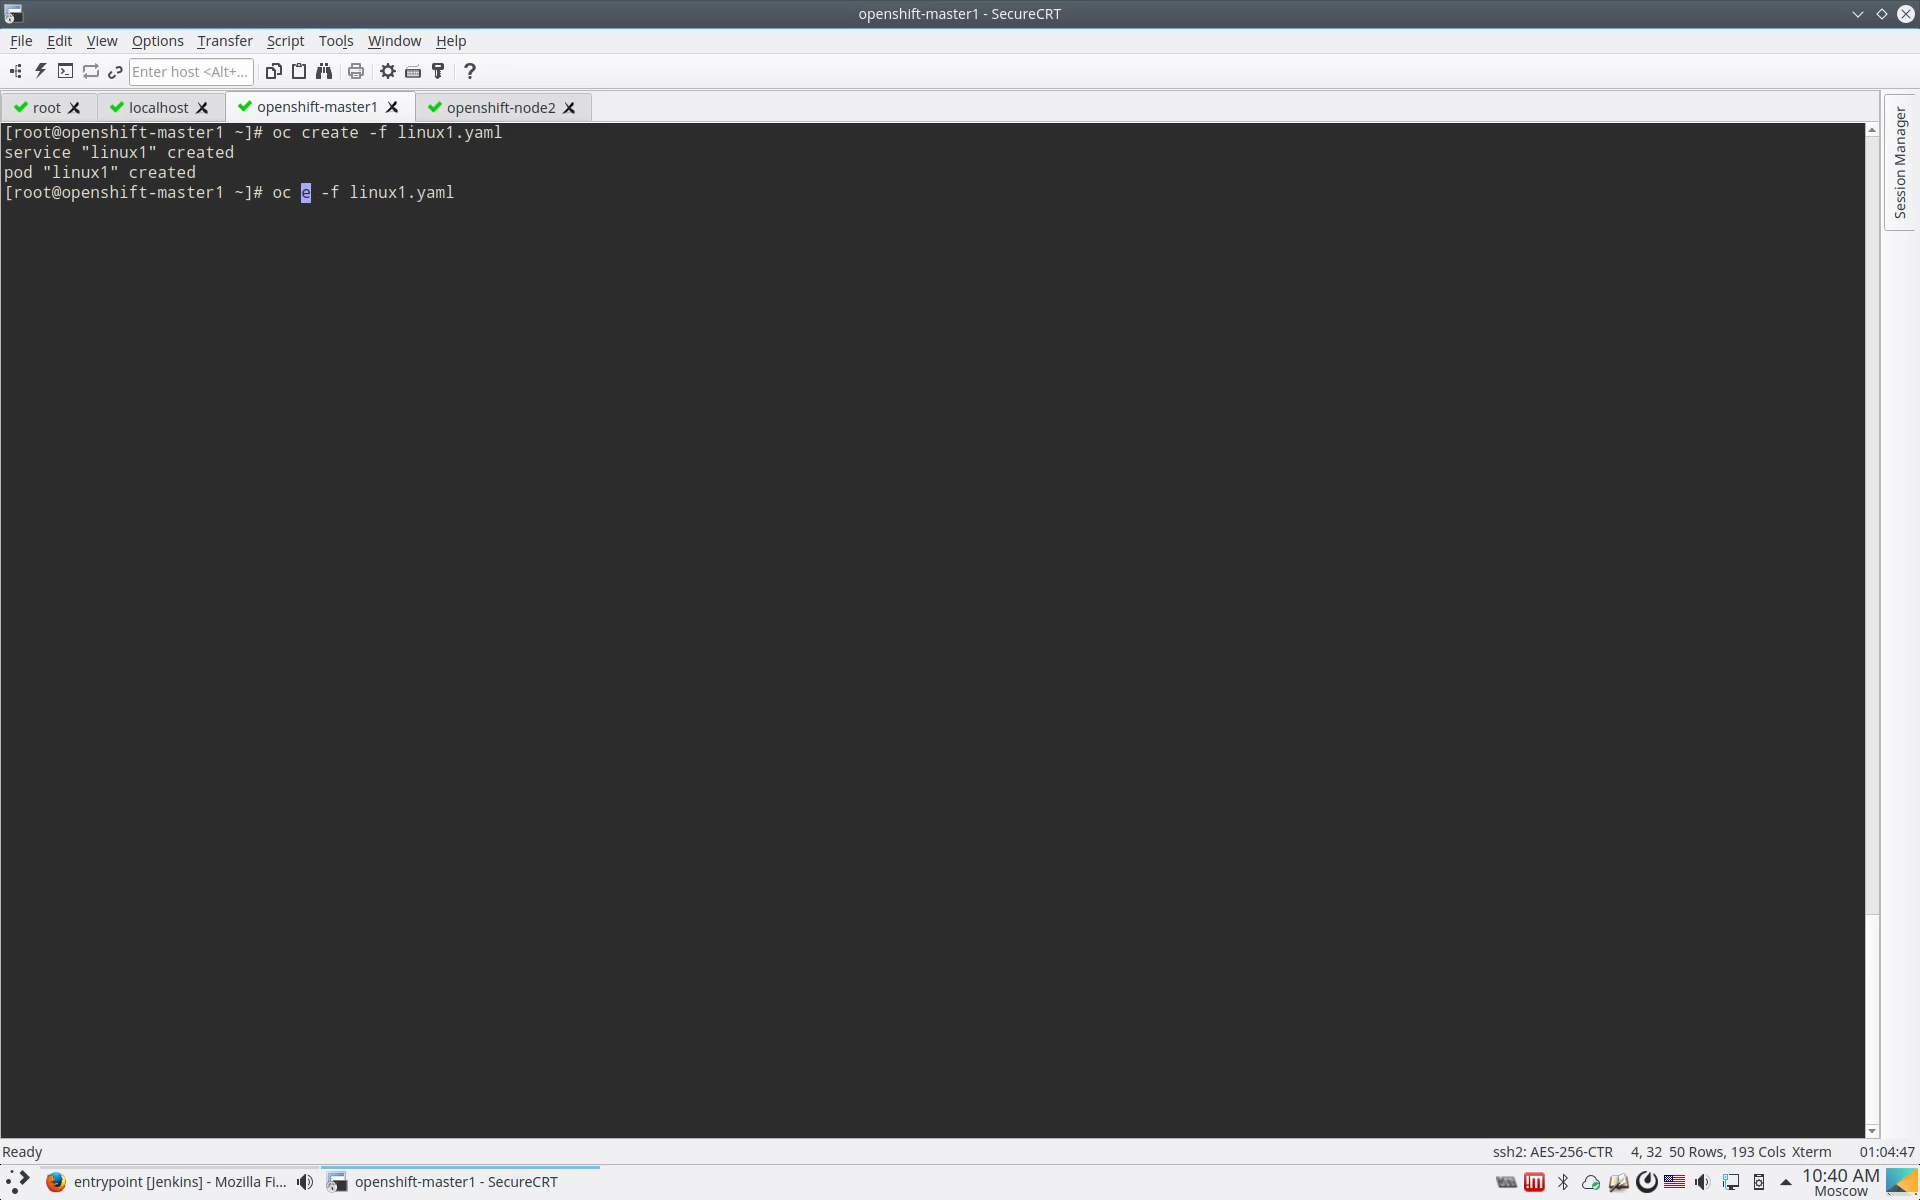 openshift-master1 - SecureCRT
File Edit View Options Transfer Script Tools Window Help
Enter host <Alt+...
root localhost openshift-master1 openshift-node2
Session Manager
[root@openshift-master1 ~]# oc create -f linux1.yaml
service "linux1" created
pod "linux1" created
[root@openshift-master1 ~]# oc e -f linux1.yaml
Ready ssh2: AES-256-CTR 4, 32 50 Rows, 193 Cols Xterm 01:04:47
entrypoint [Jenkins] - Mozilla Fi... openshift-master1 - SecureCRT 10:40 AM
Moscow